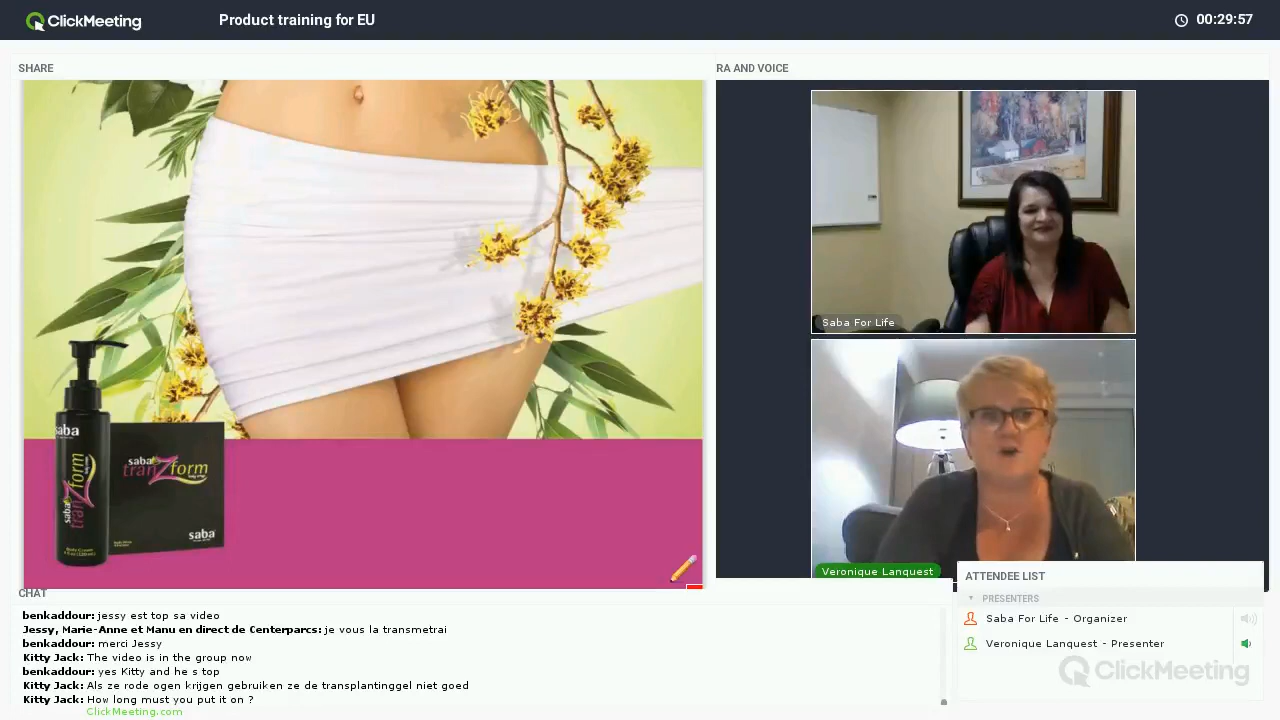 ClickMeeting
Product training for EU
00:29:57
SHARE
RA AND VOICE
Saba For Life
saba
saba
tranZform
saba
tranZform
saba
Veronique Lanquest
ATTENDEE LIST
PRESENTERS
Saba For Life - Organizer
Veronique Lanquest - Presenter
ClickMeeting
CHAT
benkaddour: jessy est top sa video
Jessy, Marie-Anne et Manu en direct de Centerparcs: je vous la transmetrai
benkaddour: merci Jessy
Kitty Jack: The video is in the group now
benkaddour: yes Kitty and he s top
Kitty Jack: Als ze rode ogen krijgen gebruiken ze de transplantinggel niet goed
Kitty Jack: How long must you put it on ?
ClickMeeting.com